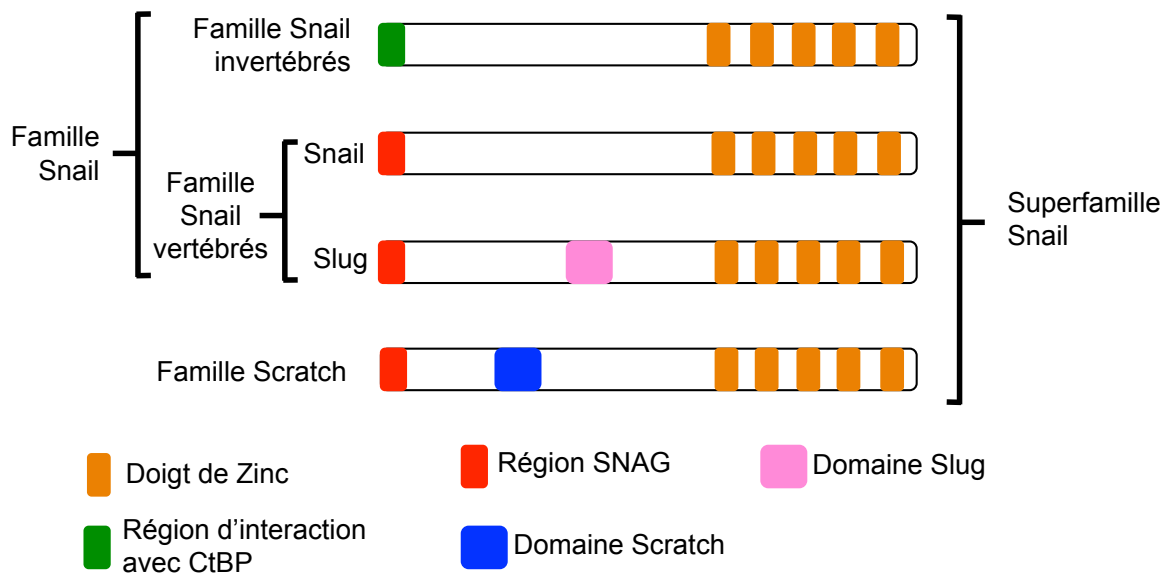 Famille Snail
invertébrés
Snail
Famille
Snail
Famille
Snail
vertébrés
Slug
Superfamille
Snail
Famille Scratch
Doigt de Zinc
Région SNAG
Domaine Slug
Région d'interaction
avec CtBP
Domaine Scratch